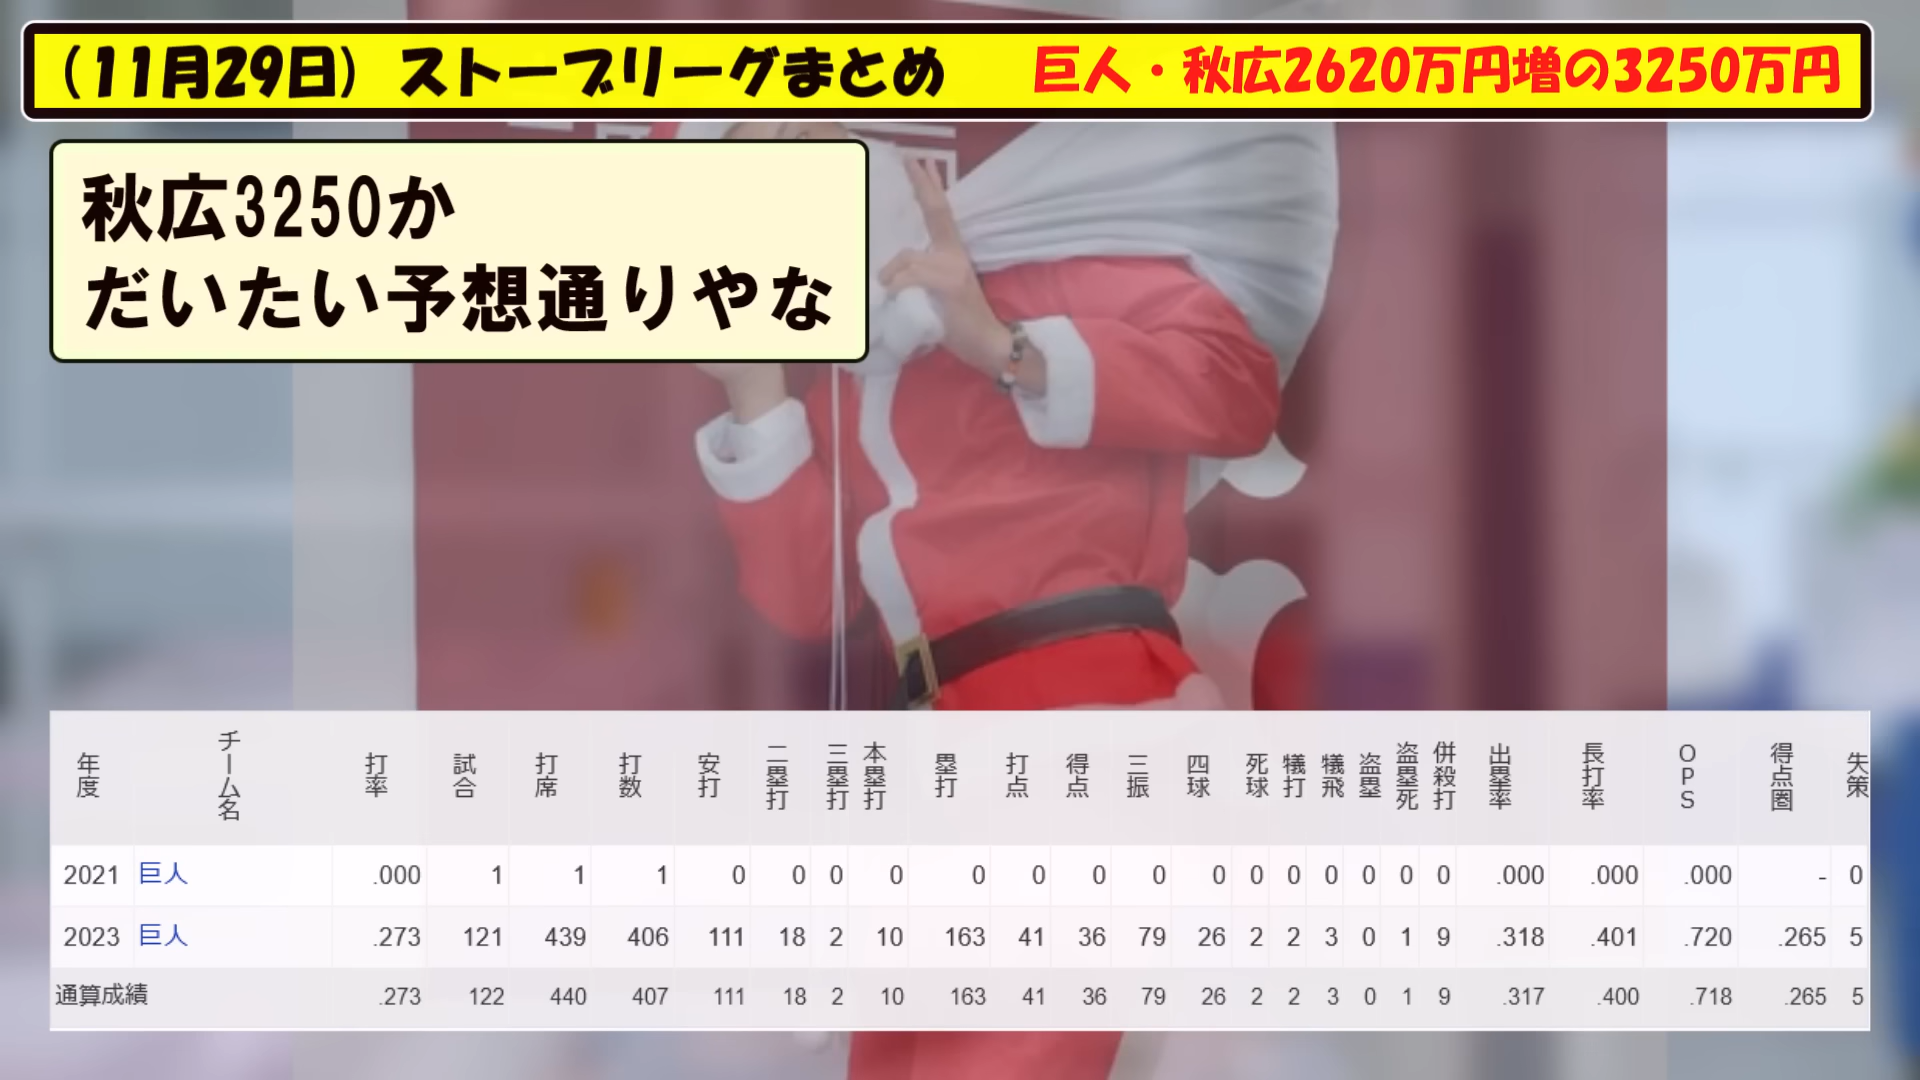 （11月29日）ストーブリーグまとめ　巨人・秋広2620万円増の3250万円
秋広3250か
だいたい予想通りやな
年度 チーム名 打率 試合 打席 打数 安打 二塁打 三塁打 本塁打 塁打 打点 得点 三振 四球 死球 犠打 犠飛 盗塁 盗塁死 併殺打 出塁率 長打率 OPS 得点圏 失策
2021 巨人 .000 1 1 1 0 0 0 0 0 0 0 0 0 0 0 0 0 0 0 .000 .000 .000 - 0
2023 巨人 .273 121 439 406 111 18 2 10 163 41 36 79 26 2 2 3 0 1 9 .318 .401 .720 .265 5
通算成績 .273 122 440 407 111 18 2 10 163 41 36 79 26 2 2 3 0 1 9 .317 .400 .718 .265 5